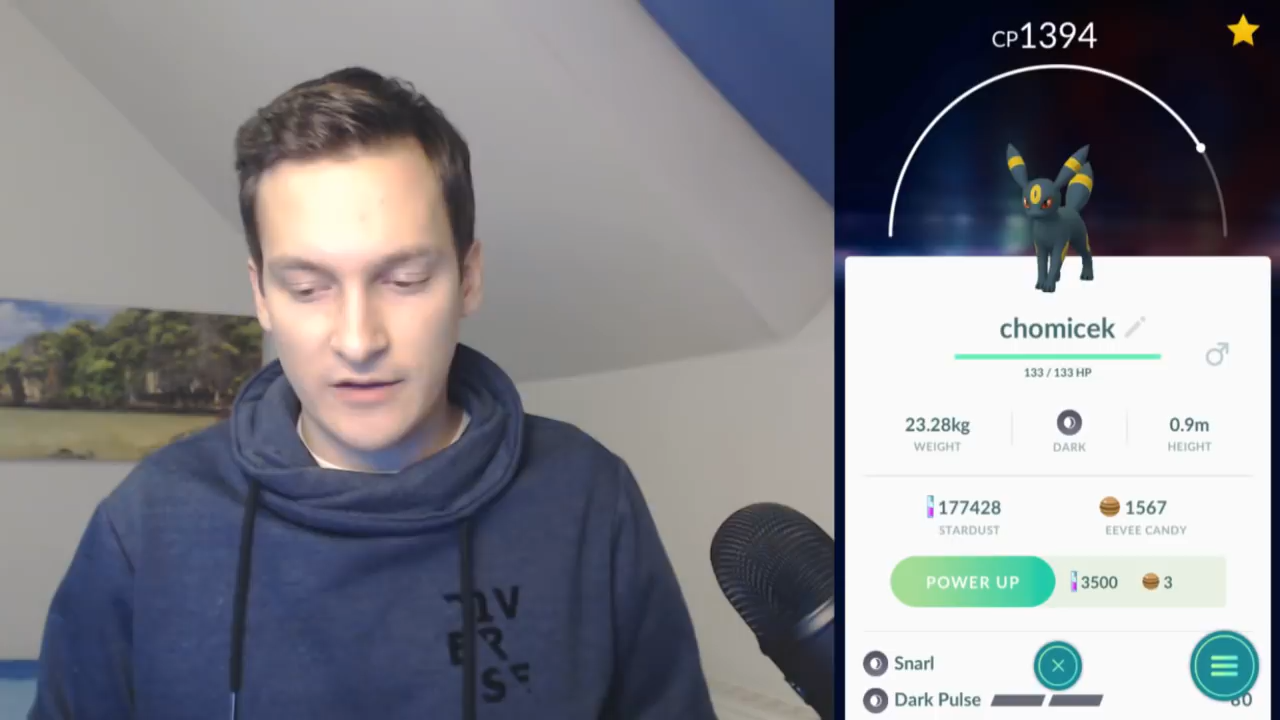 CP1394
chomicek
133 / 133 HP
23.28kg
WEIGHT
DARK
0.9m
HEIGHT
177428
STARDUST
1567
EEVEE CANDY
POWER UP
3500
3
Snarl
Dark Pulse
80